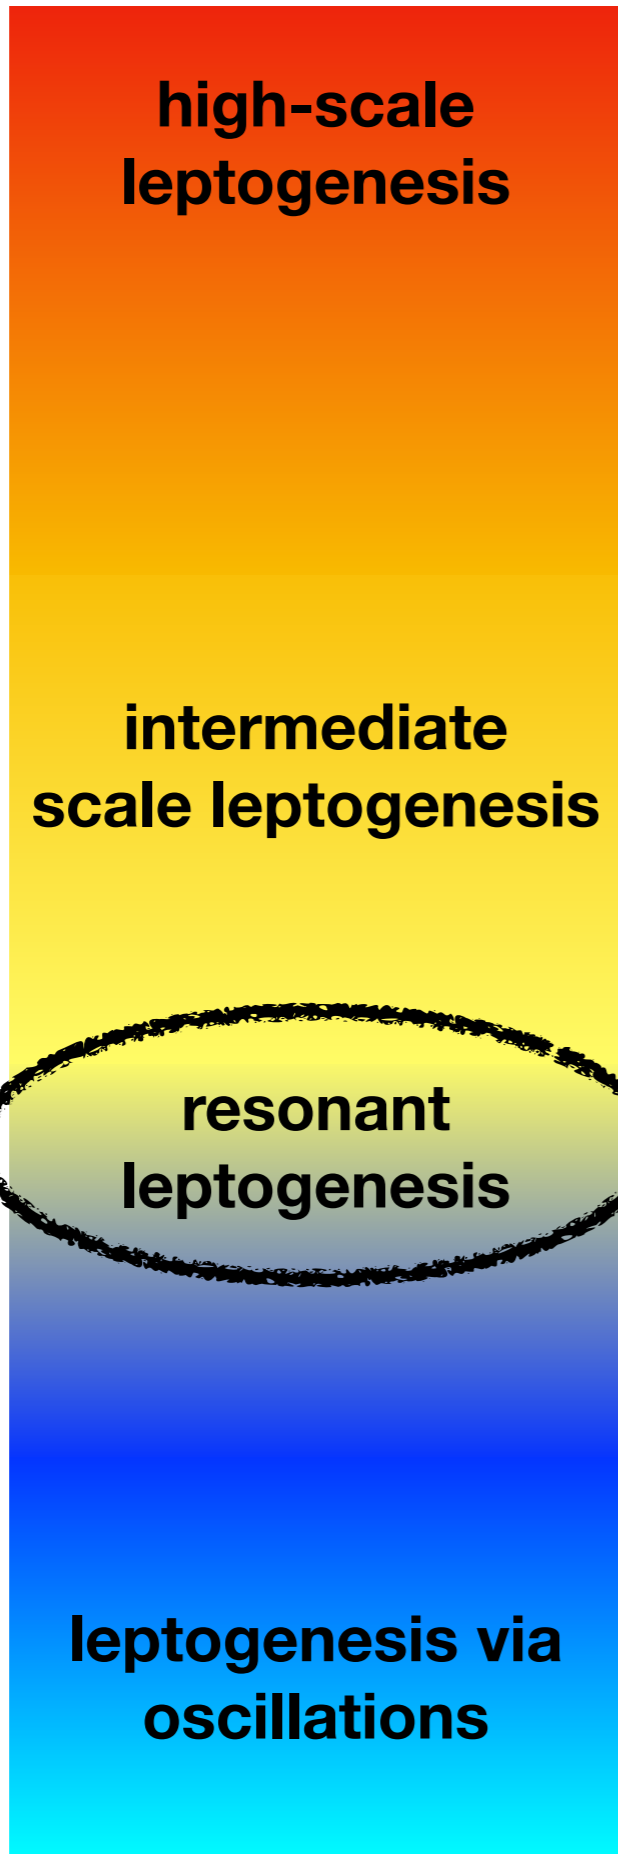 high-scale
leptogenesis
intermediate
scale leptogenesis
resonant
leptogenesis
leptogenesis via
oscillations